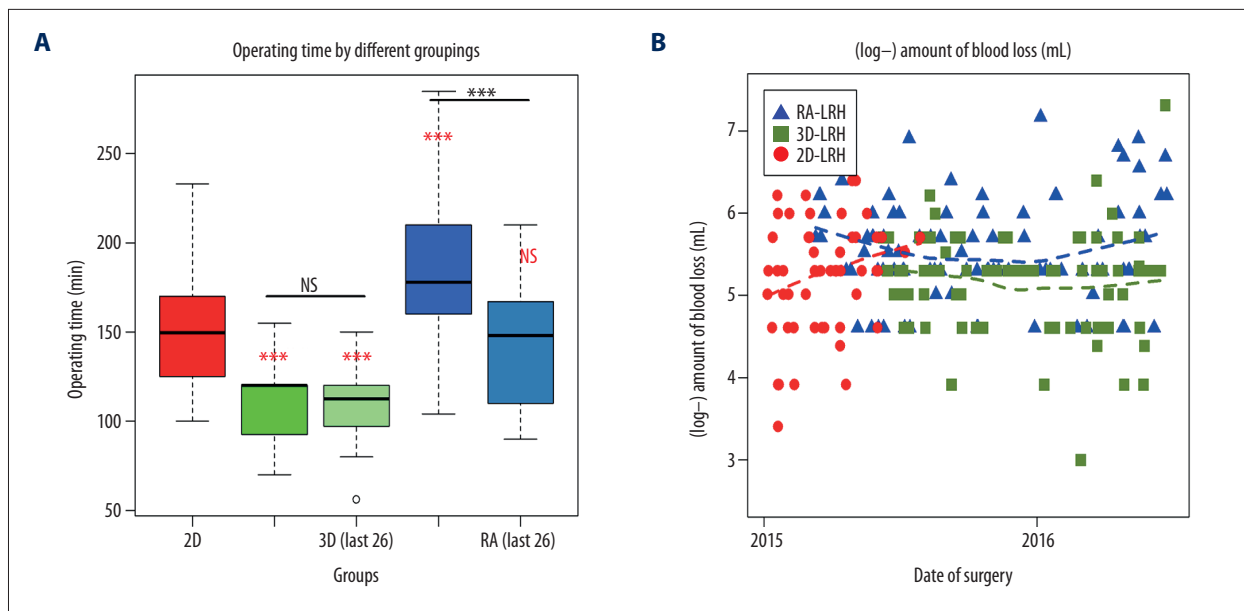 A
Operating time by different groupings
Operating time (min)
250
200
150
100
50
***
NS
***
***
***
NS
2D
3D (last 26)
RA (last 26)
Groups
B
(log–) amount of blood loss (mL)
(log–) amount of blood loss (mL)
7
6
5
4
3
RA-LRH
3D-LRH
2D-LRH
2015
2016
Date of surgery